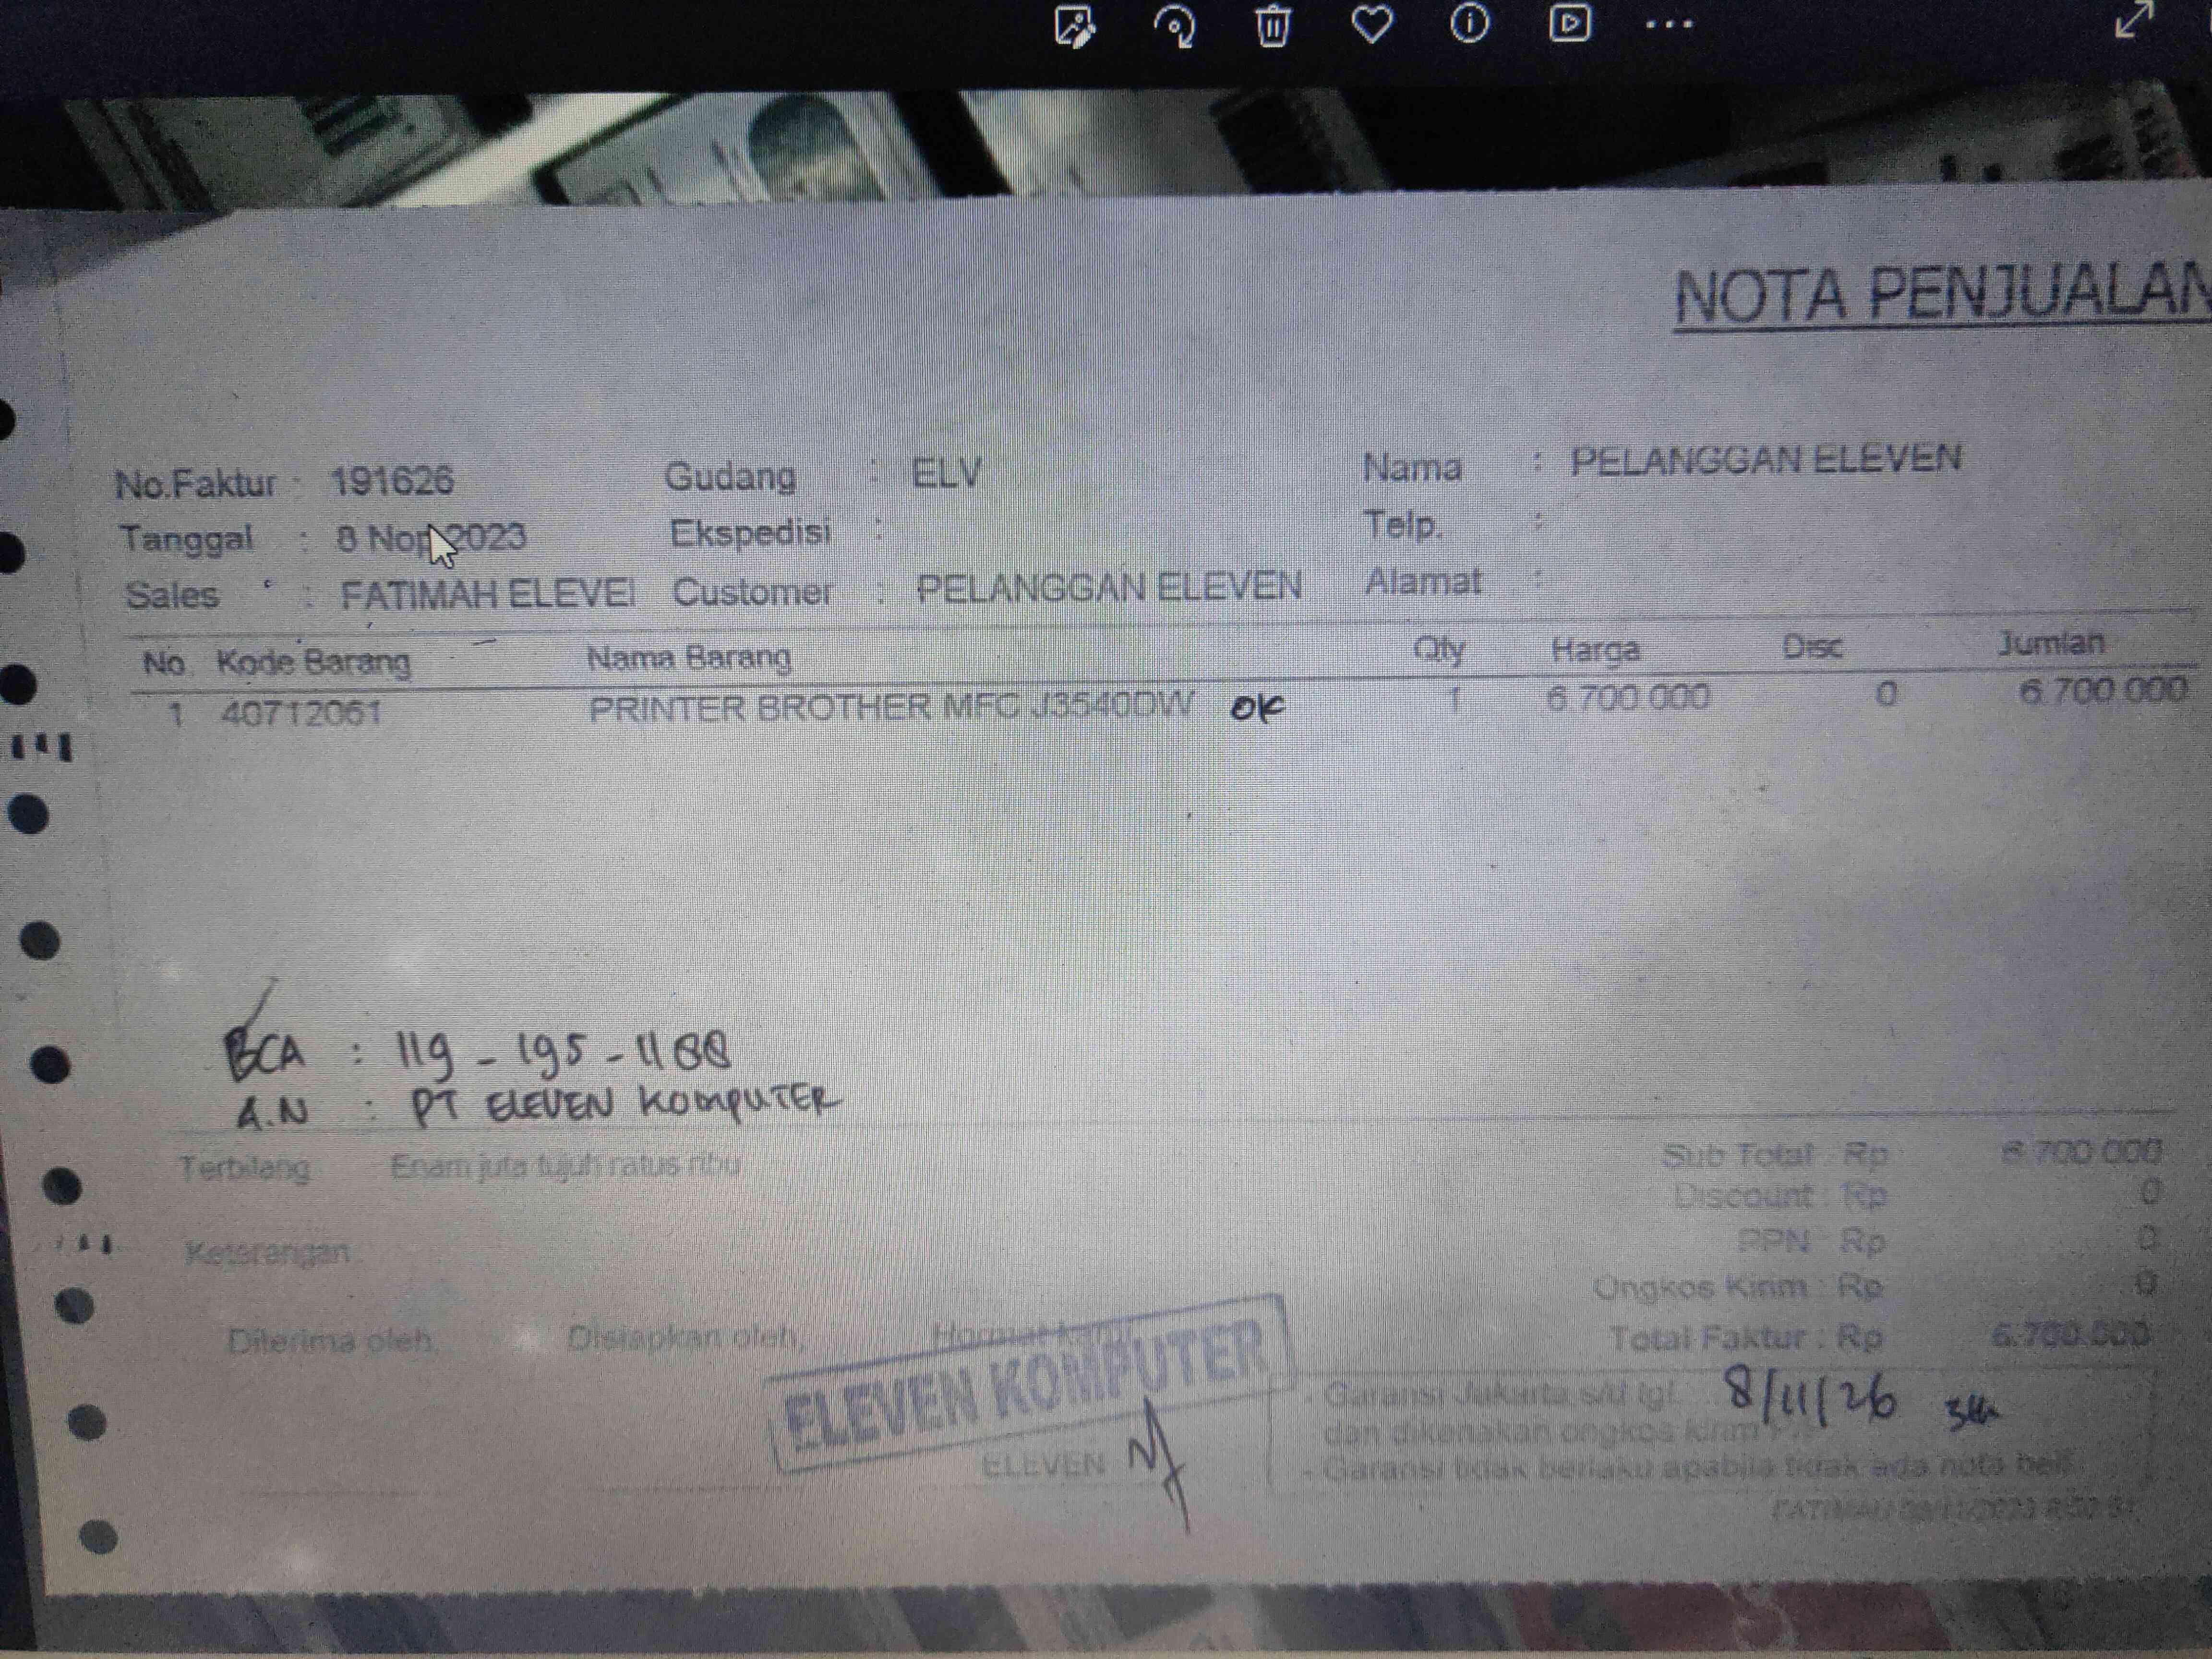 NOTA PENJUALAN
No.Faktur : 191626 Gudang : ELV Nama : PELANGGAN ELEVEN
Tanggal : 8 Nop 2023 Ekspedisi : Telp. :
Sales : FATIMAH ELEVEI Customer : PELANGGAN ELEVEN Alamat :
No. Kode Barang Nama Barang Qty Harga Disc Jumlah
1 40712061 PRINTER BROTHER MFC J3540DW OK 1 6.700.000 0 6.700.000
BCA : 119 - 195 - 1188
A.N : PT ELEVEN KOMPUTER
Terbilang Enam juta tujuh ratus ribu Sub Total : Rp 6.700.000
Discount : Rp 0
PPN Rp 0
Keterangan
Ongkos Kirim : Rp 0
Diterima oleh, Disiapkan oleh, Hormat kami Total Faktur : Rp 6.700.000
ELEVEN KOMPUTER
- Garansi Jakarta s/d tgl 8/11/26
dan dikenakan ongkos kirim
ELEVEN
- Garansi tidak berlaku apabila tidak ada nota beli
FATIMAH